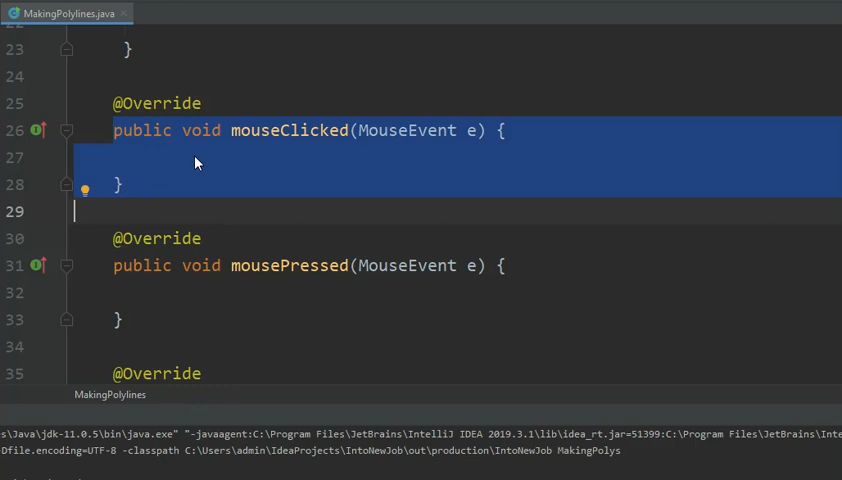 MakingPolylines.java
23 }
24
25 @Override
26 public void mouseClicked(MouseEvent e) {
27
28 }
29
30 @Override
31 public void mousePressed(MouseEvent e) {
32
33 }
34
35 @Override
MakingPolylines
s\Java\jdk-11.0.5\bin\java.exe" "-javaagent:C:\Program Files\JetBrains\IntelliJ IDEA 2019.3.1\lib\idea_rt.jar=51399:C:\Program Files\JetBrains\Inte
Dfile.encoding=UTF-8 -classpath C:\Users\admin\IdeaProjects\IntoNewJob\out\production\IntoNewJob MakingPolys